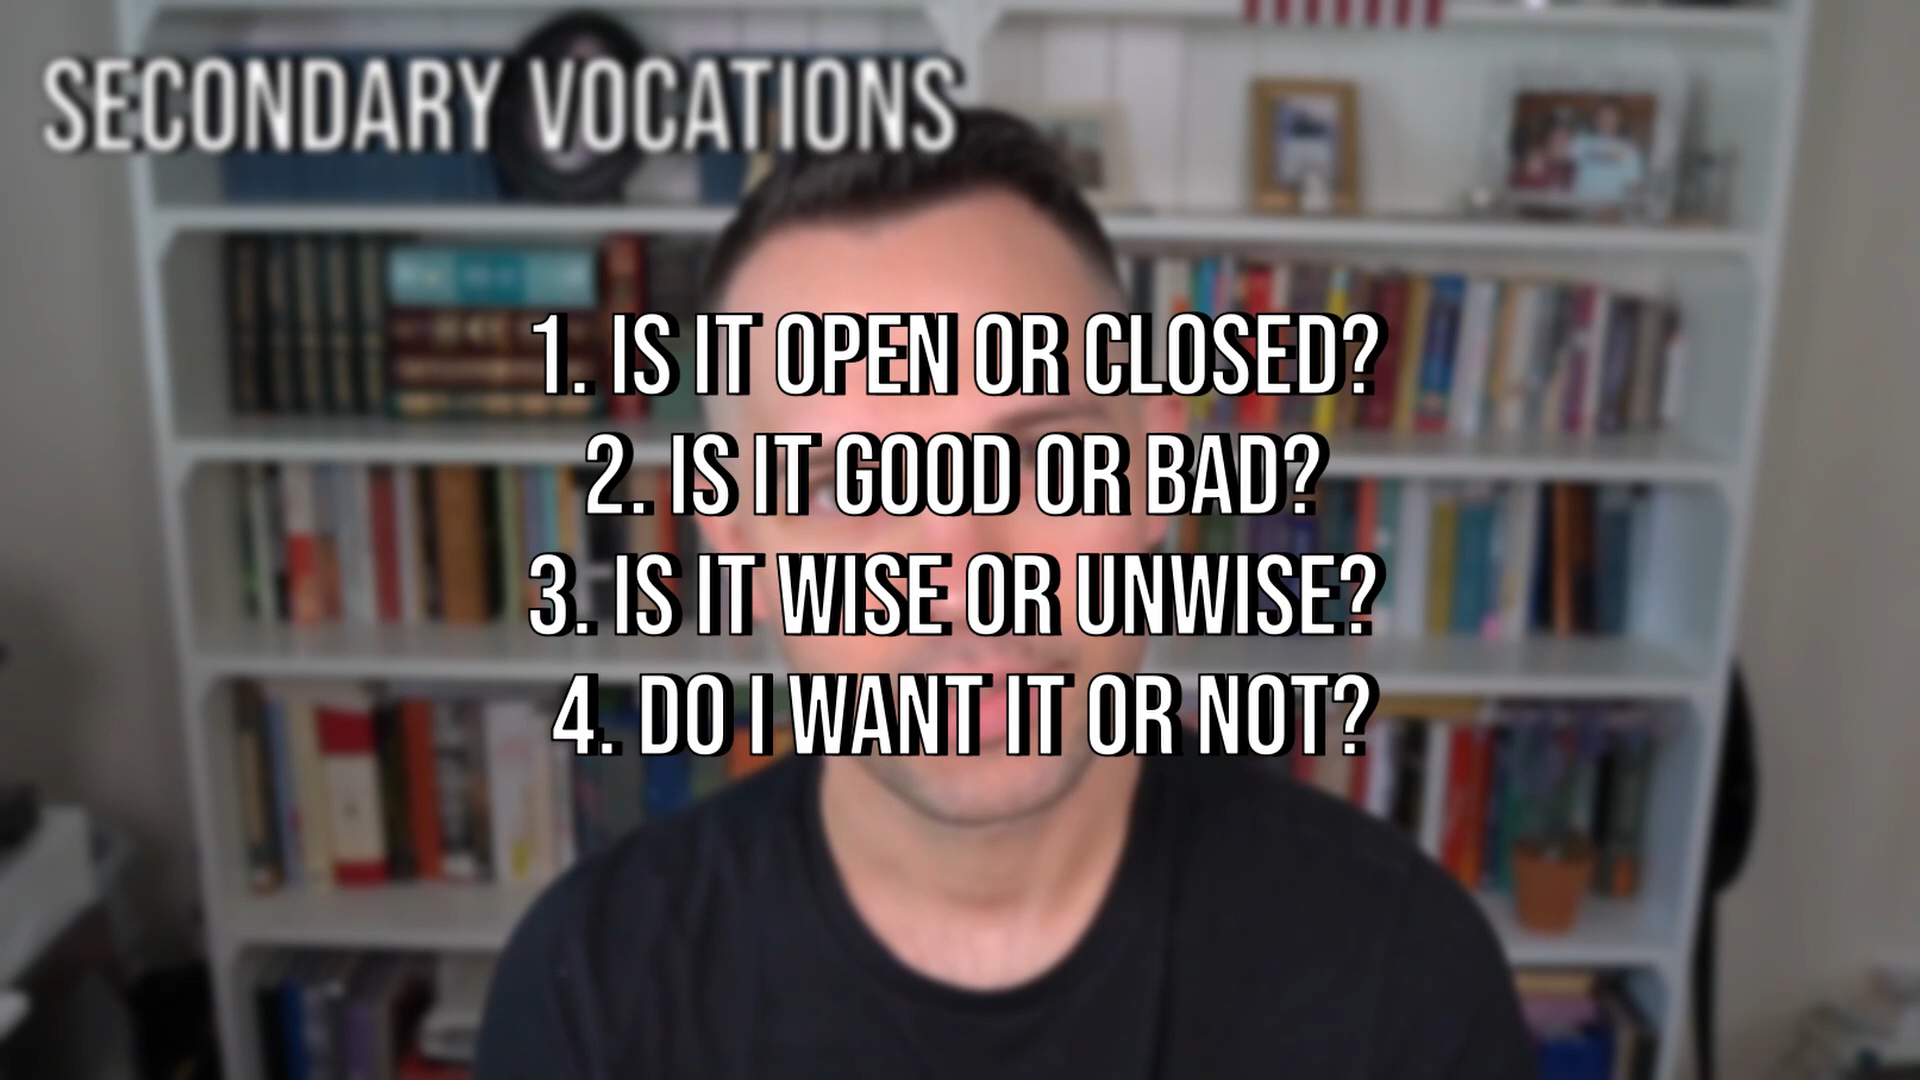 SECONDARY VOCATIONS
1. IS IT OPEN OR CLOSED?
2. IS IT GOOD OR BAD?
3. IS IT WISE OR UNWISE?
4. DO I WANT IT OR NOT?